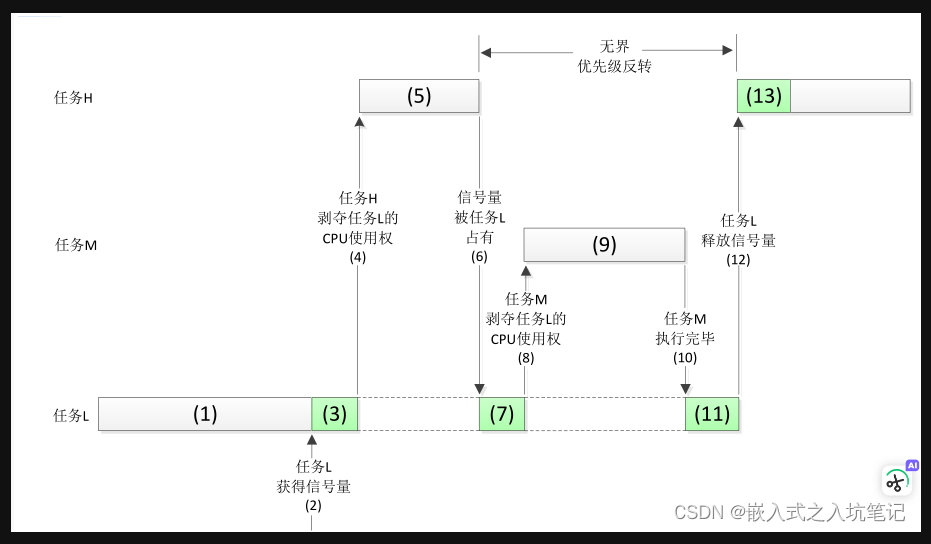 无界
优先级反转
任务H
(5)
(13)
任务H
剥夺任务L的
CPU使用权
(4)
信号量
被任务L
占有
(6)
任务M
(9)
任务L
释放信号量
(12)
任务M
剥夺任务L的
CPU使用权
(8)
任务M
执行完毕
(10)
任务L
(1)
(3)
(7)
(11)
任务L
获得信号量
(2)
AI
CSDN @嵌入式之入坑笔记